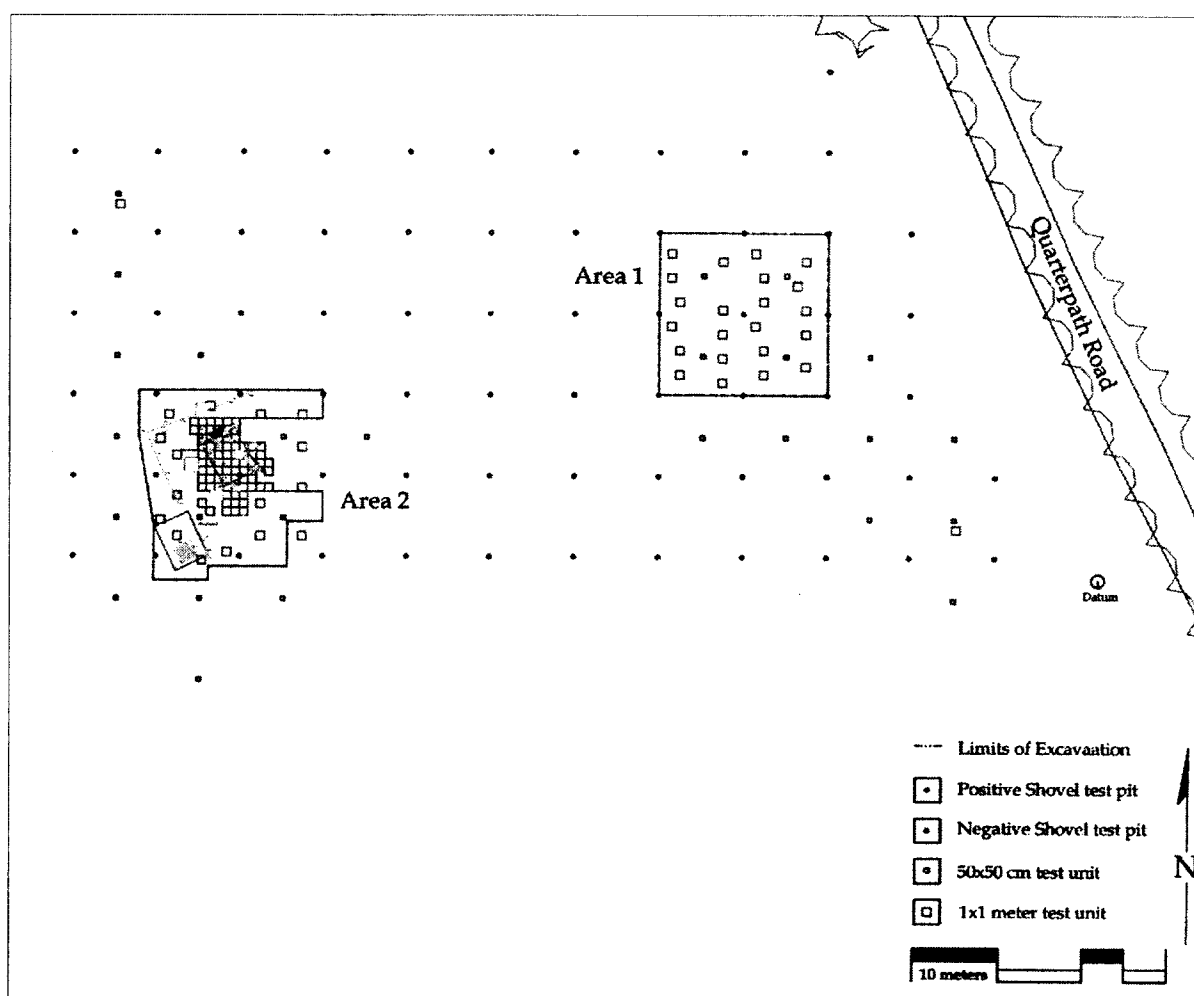 Area 1
Quarterpath Road
Area 2
Datum
Limits of Excavaation
Positive Shovel test pit
Negative Shovel test pit
50x50 cm test unit
1x1 meter test unit
N
10 meters